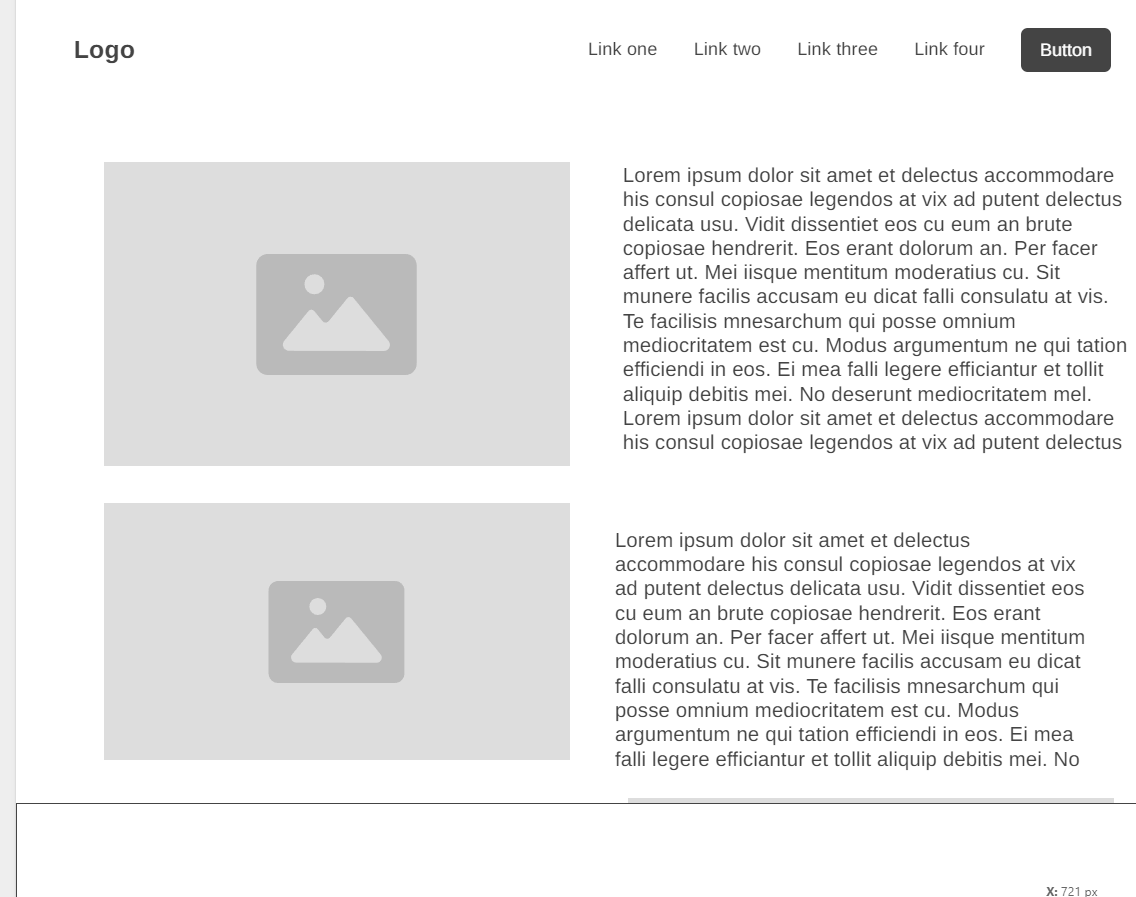 Logo
Link one
Link two
Link three
Link four
Button
Lorem ipsum dolor sit amet et delectus accommodare
his consul copiosae legendos at vix ad putent delectus
delicata usu. Vidit dissentiet eos cu eum an brute
copiosae hendrerit. Eos erant dolorum an. Per facer
affert ut. Mei iisque mentitum moderatius cu. Sit
munere facilis accusam eu dicat falli consulatu at vis.
Te facilisis mnesarchum qui posse omnium
mediocritatem est cu. Modus argumentum ne qui tation
efficiendi in eos. Ei mea falli legere efficiantur et tollit
aliquip debitis mei. No deserunt mediocritatem mel.
Lorem ipsum dolor sit amet et delectus accommodare
his consul copiosae legendos at vix ad putent delectus
Lorem ipsum dolor sit amet et delectus
accommodare his consul copiosae legendos at vix
ad putent delectus delicata usu. Vidit dissentiet eos
cu eum an brute copiosae hendrerit. Eos erant
dolorum an. Per facer affert ut. Mei iisque mentitum
moderatius cu. Sit munere facilis accusam eu dicat
falli consulatu at vis. Te facilisis mnesarchum qui
posse omnium mediocritatem est cu. Modus
argumentum ne qui tation efficiendi in eos. Ei mea
falli legere efficiantur et tollit aliquip debitis mei. No
X: 721 px